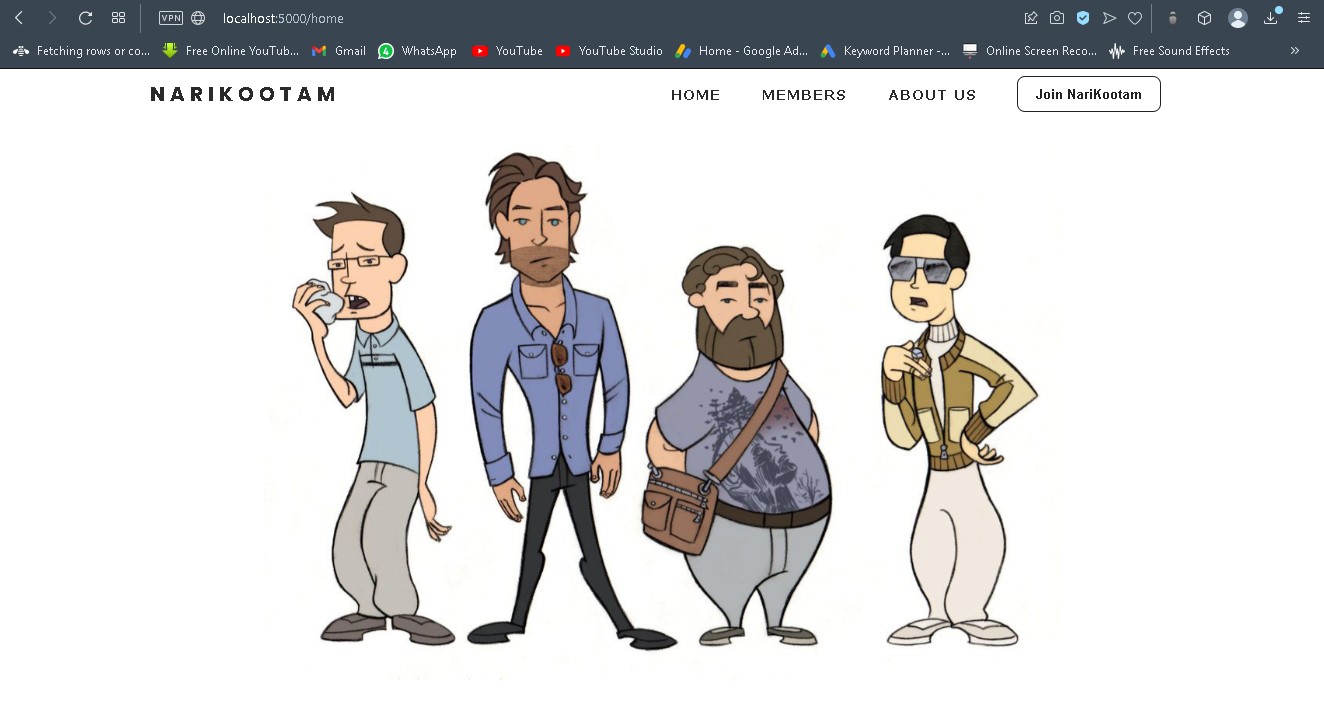 VPN localhost:5000/home
Fetching rows or co... Free Online YouTub... Gmail 4 WhatsApp YouTube YouTube Studio Home - Google Ad... Keyword Planner -... Online Screen Reco... Free Sound Effects »
NARIKOOTAM HOME MEMBERS ABOUT US Join NariKootam